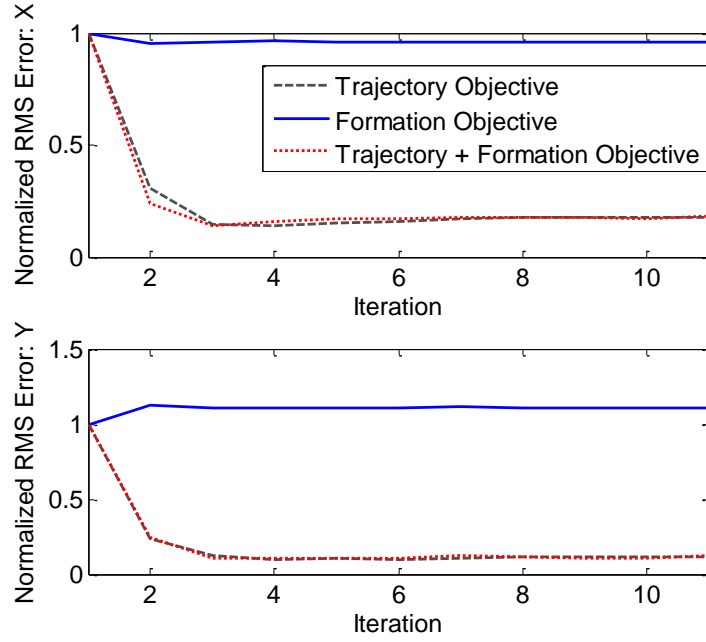 Normalized RMS Error: X
1
0.5
0
Trajectory Objective
Formation Objective
Trajectory + Formation Objective
2 4 6 8 10
Iteration
Normalized RMS Error: Y
1.5
1
0.5
0
2 4 6 8 10
Iteration